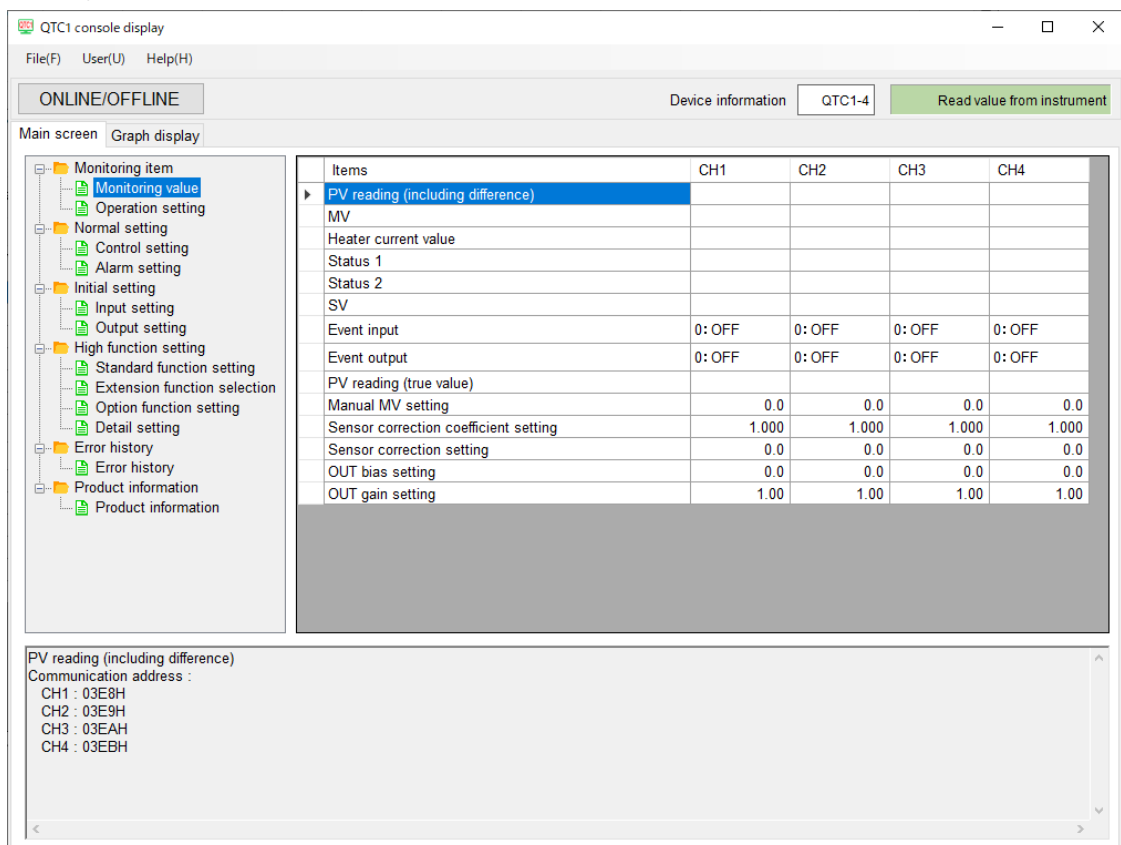 QTC1 console display
File(F) User(U) Help(H)
ONLINE/OFFLINE Device information QTC1-4 Read value from instrument
Main screen Graph display
Monitoring item
Monitoring value
Operation setting
Normal setting
Control setting
Alarm setting
Initial setting
Input setting
Output setting
High function setting
Standard function setting
Extension function selection
Option function setting
Detail setting
Error history
Error history
Product information
Product information
Items CH1 CH2 CH3 CH4
PV reading (including difference)
MV
Heater current value
Status 1
Status 2
SV
Event input 0: OFF 0: OFF 0: OFF 0: OFF
Event output 0: OFF 0: OFF 0: OFF 0: OFF
PV reading (true value)
Manual MV setting 0.0 0.0 0.0 0.0
Sensor correction coefficient setting 1.000 1.000 1.000 1.000
Sensor correction setting 0.0 0.0 0.0 0.0
OUT bias setting 0.0 0.0 0.0 0.0
OUT gain setting 1.00 1.00 1.00 1.00
PV reading (including difference)
Communication address :
CH1 : 03E8H
CH2 : 03E9H
CH3 : 03EAH
CH4 : 03EBH